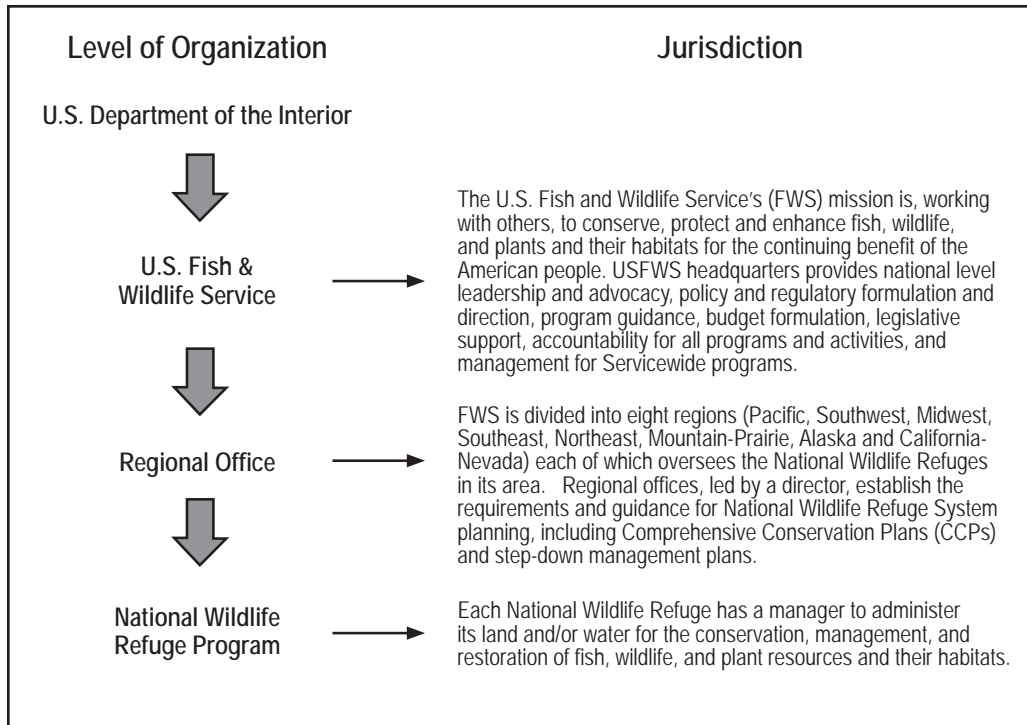 Level of Organization
Jurisdiction
U.S. Department of the Interior
U.S. Fish &
Wildlife Service
The U.S. Fish and Wildlife Service's (FWS) mission is, working
with others, to conserve, protect and enhance fish, wildlife,
and plants and their habitats for the continuing benefit of the
American people. USFWS headquarters provides national level
leadership and advocacy, policy and regulatory formulation and
direction, program guidance, budget formulation, legislative
support, accountability for all programs and activities, and
management for Servicewide programs.
Regional Office
FWS is divided into eight regions (Pacific, Southwest, Midwest,
Southeast, Northeast, Mountain-Prairie, Alaska and California-
Nevada) each of which oversees the National Wildlife Refuges
in its area. Regional offices, led by a director, establish the
requirements and guidance for National Wildlife Refuge System
planning, including Comprehensive Conservation Plans (CCPs)
and step-down management plans.
National Wildlife
Refuge Program
Each National Wildlife Refuge has a manager to administer
its land and/or water for the conservation, management, and
restoration of fish, wildlife, and plant resources and their habitats.